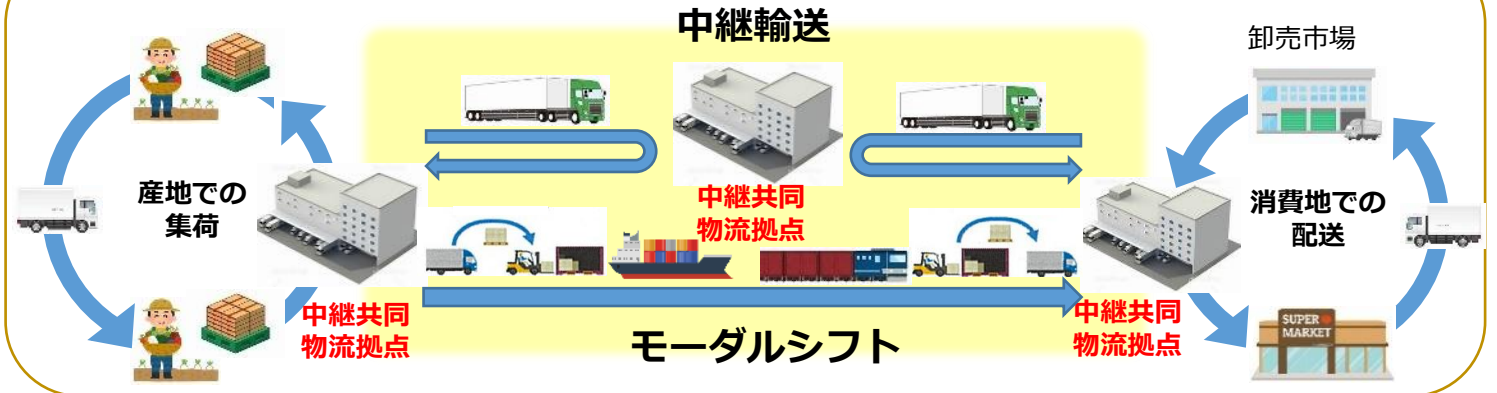 中継輸送
卸売市場
産地での
集荷
中継共同
物流拠点
消費地での
配送
中継共同
物流拠点
中継共同
物流拠点
モーダルシフト
SUPER
MARKET